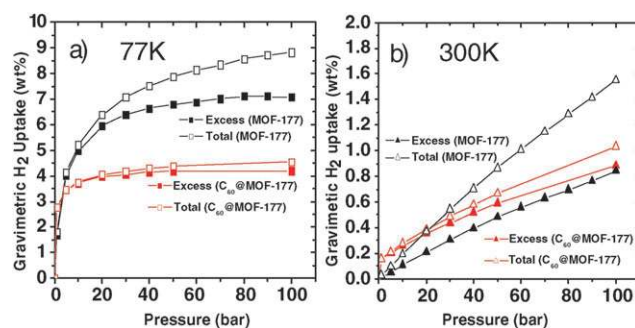 a) 77K
Gravimetric H₂ Uptake (wt%)
9
8
7
6
5
4
3
2
1
0
Excess (MOF-177)
Total (MOF-177)
Excess (C₆₀@MOF-177)
Total (C₆₀@MOF-177)
0 20 40 60 80 100
Pressure (bar)
b) 300K
Gravimetric H₂ uptake (wt%)
2.0
1.8
1.6
1.4
1.2
1.0
0.8
0.6
0.4
0.2
0.0
Excess (MOF-177)
Total (MOF-177)
Excess (C₆₀@MOF-177)
Total (C₆₀@MOF-177)
0 20 40 60 80 100
Pressure (bar)